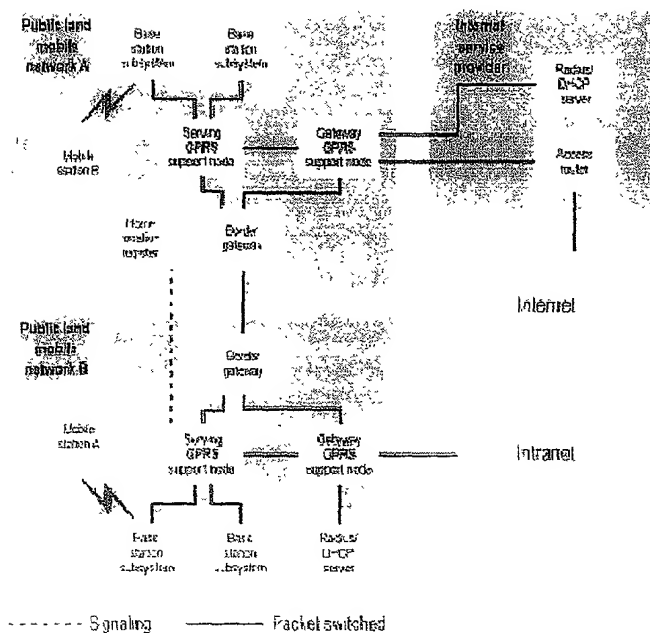 Public land
mobile
network A
Base
station
subsystem
Base
station
subsystem
Internet
service
provider
Radius/
DHCP
server
Mobile
station B
Serving
GPRS
support node
Gateway
GPRS
support node
Access
router
Home
location
register
Border
gateway
Internet
Public land
mobile
network B
Border
gateway
Mobile
station A
Serving
GPRS
support node
Gateway
GPRS
support node
Intranet
Base
station
subsystem
Base
station
subsystem
Radius/
DHCP
server
Signaling
Packet switched